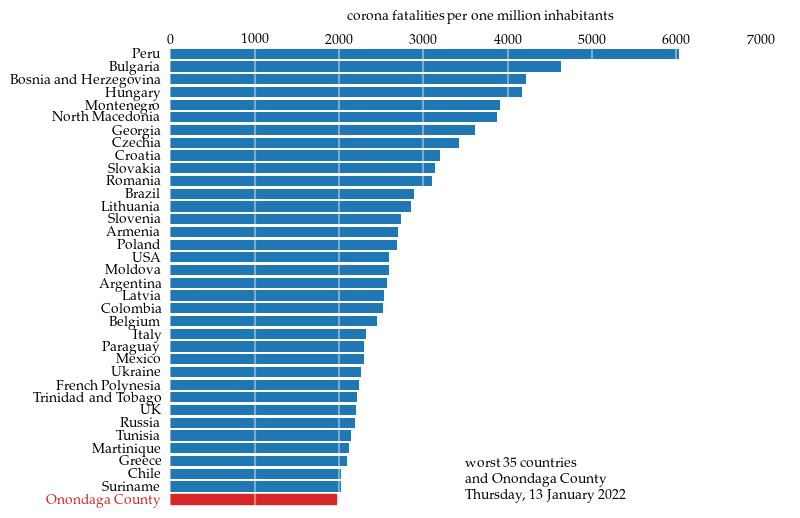 corona fatalities per one million inhabitants
0 1000 2000 3000 4000 5000 6000 7000
Peru
Bulgaria
Bosnia and Herzegovina
Hungary
Montenegro
North Macedonia
Georgia
Czechia
Croatia
Slovakia
Romania
Brazil
Lithuania
Slovenia
Armenia
Poland
USA
Moldova
Argentina
Latvia
Colombia
Belgium
Italy
Paraguay
Mexico
Ukraine
French Polynesia
Trinidad and Tobago
UK
Russia
Tunisia
Martinique
Greece
Chile
Suriname
Onondaga County
worst 35 countries
and Onondaga County
Thursday, 13 January 2022